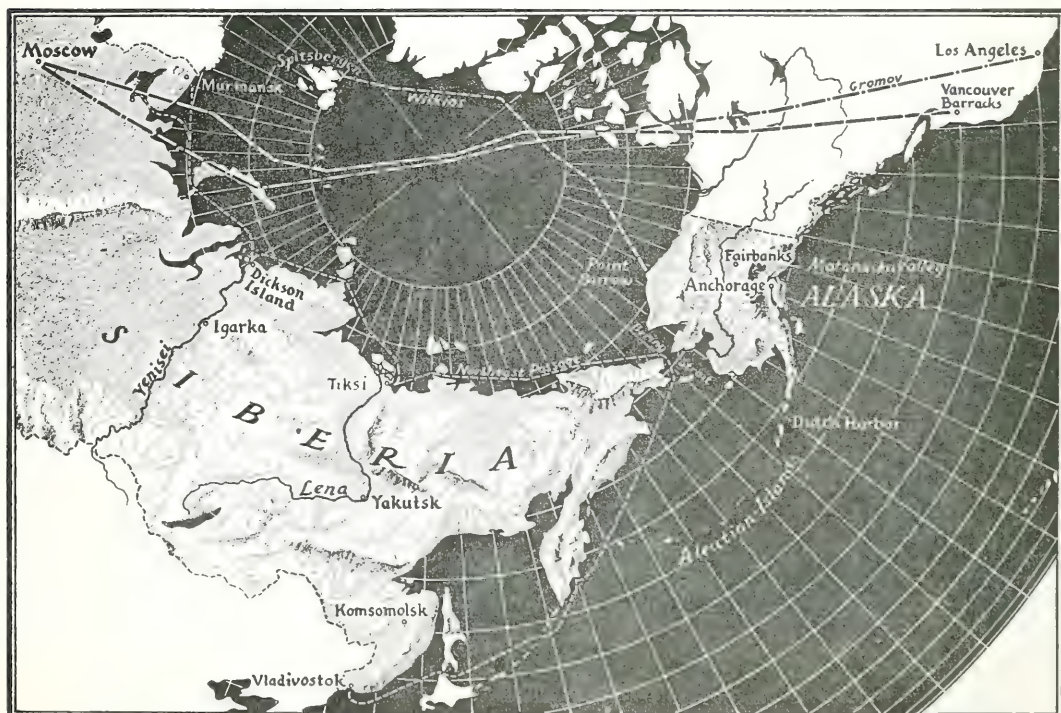 Moscow
Los Angeles
Spitsbergen
Murmansk
Wilkins
Gromov
Vancouver
Barracks
Fairbanks
Point
Barrow
Matanuska Valley
Anchorage
ALASKA
Dickson
Island
Igarka
Yenisei
Northeast Passage
Tiksi
SIBERIA
Dutch Harbor
Lena
Yakutsk
Aleutian Islands
Komsomolsk
Vladivostok